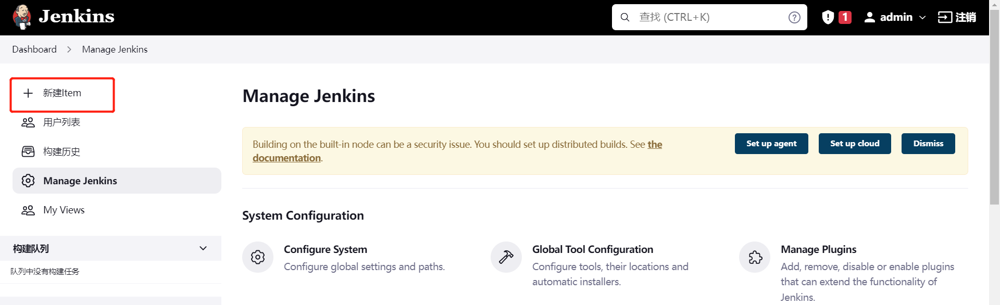 Jenkins
查找 (CTRL+K)
1
admin
注销
Dashboard
Manage Jenkins
新建Item
用户列表
构建历史
Manage Jenkins
My Views
构建队列
队列中没有构建任务
Manage Jenkins
Building on the built-in node can be a security issue. You should set up distributed builds. See the
documentation.
Set up agent
Set up cloud
Dismiss
System Configuration
Configure System
Configure global settings and paths.
Global Tool Configuration
Configure tools, their locations and
automatic installers.
Manage Plugins
Add, remove, disable or enable plugins
that can extend the functionality of
Jenkins.